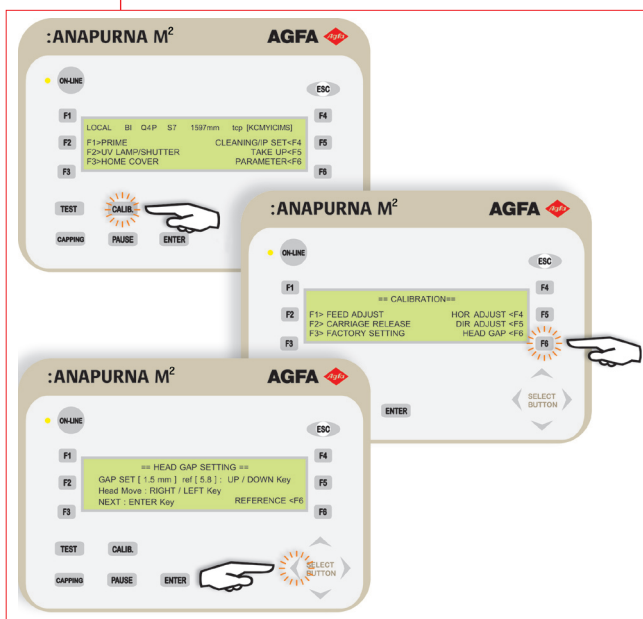 :ANAPURNA M² AGFA Agfa
ON-LINE
ESC
F1 F4
LOCAL BI Q4P S7 1597mm tcp [KCMYlClMS]
F1>PRIME CLEANING/IP SET<F4
F2 F5
F2>UV LAMP/SHUTTER TAKE UP<F5
F3>HOME COVER PARAMETER<F6
F3 F6
TEST CALIB.
CAPPING PAUSE ENTER
:ANAPURNA M² AGFA Agfa
ON-LINE
ESC
F1 F4
== CALIBRATION==
F1> FEED ADJUST HOR ADJUST <F4
F2 F5
F2> CARRIAGE RELEASE DIR ADJUST <F5
F3> FACTORY SETTING HEAD GAP <F6
F3 F6
SELECT
BUTTON
ENTER
:ANAPURNA M² AGFA Agfa
ON-LINE
ESC
F1 F4
== HEAD GAP SETTING ==
GAP SET [ 1.5 mm ] ref [ 5.8 ] : UP / DOWN Key
F2 F5
Head Move : RIGHT / LEFT Key
NEXT : ENTER Key REFERENCE <F6
F3 F6
TEST CALIB.
SELECT
BUTTON
CAPPING PAUSE ENTER